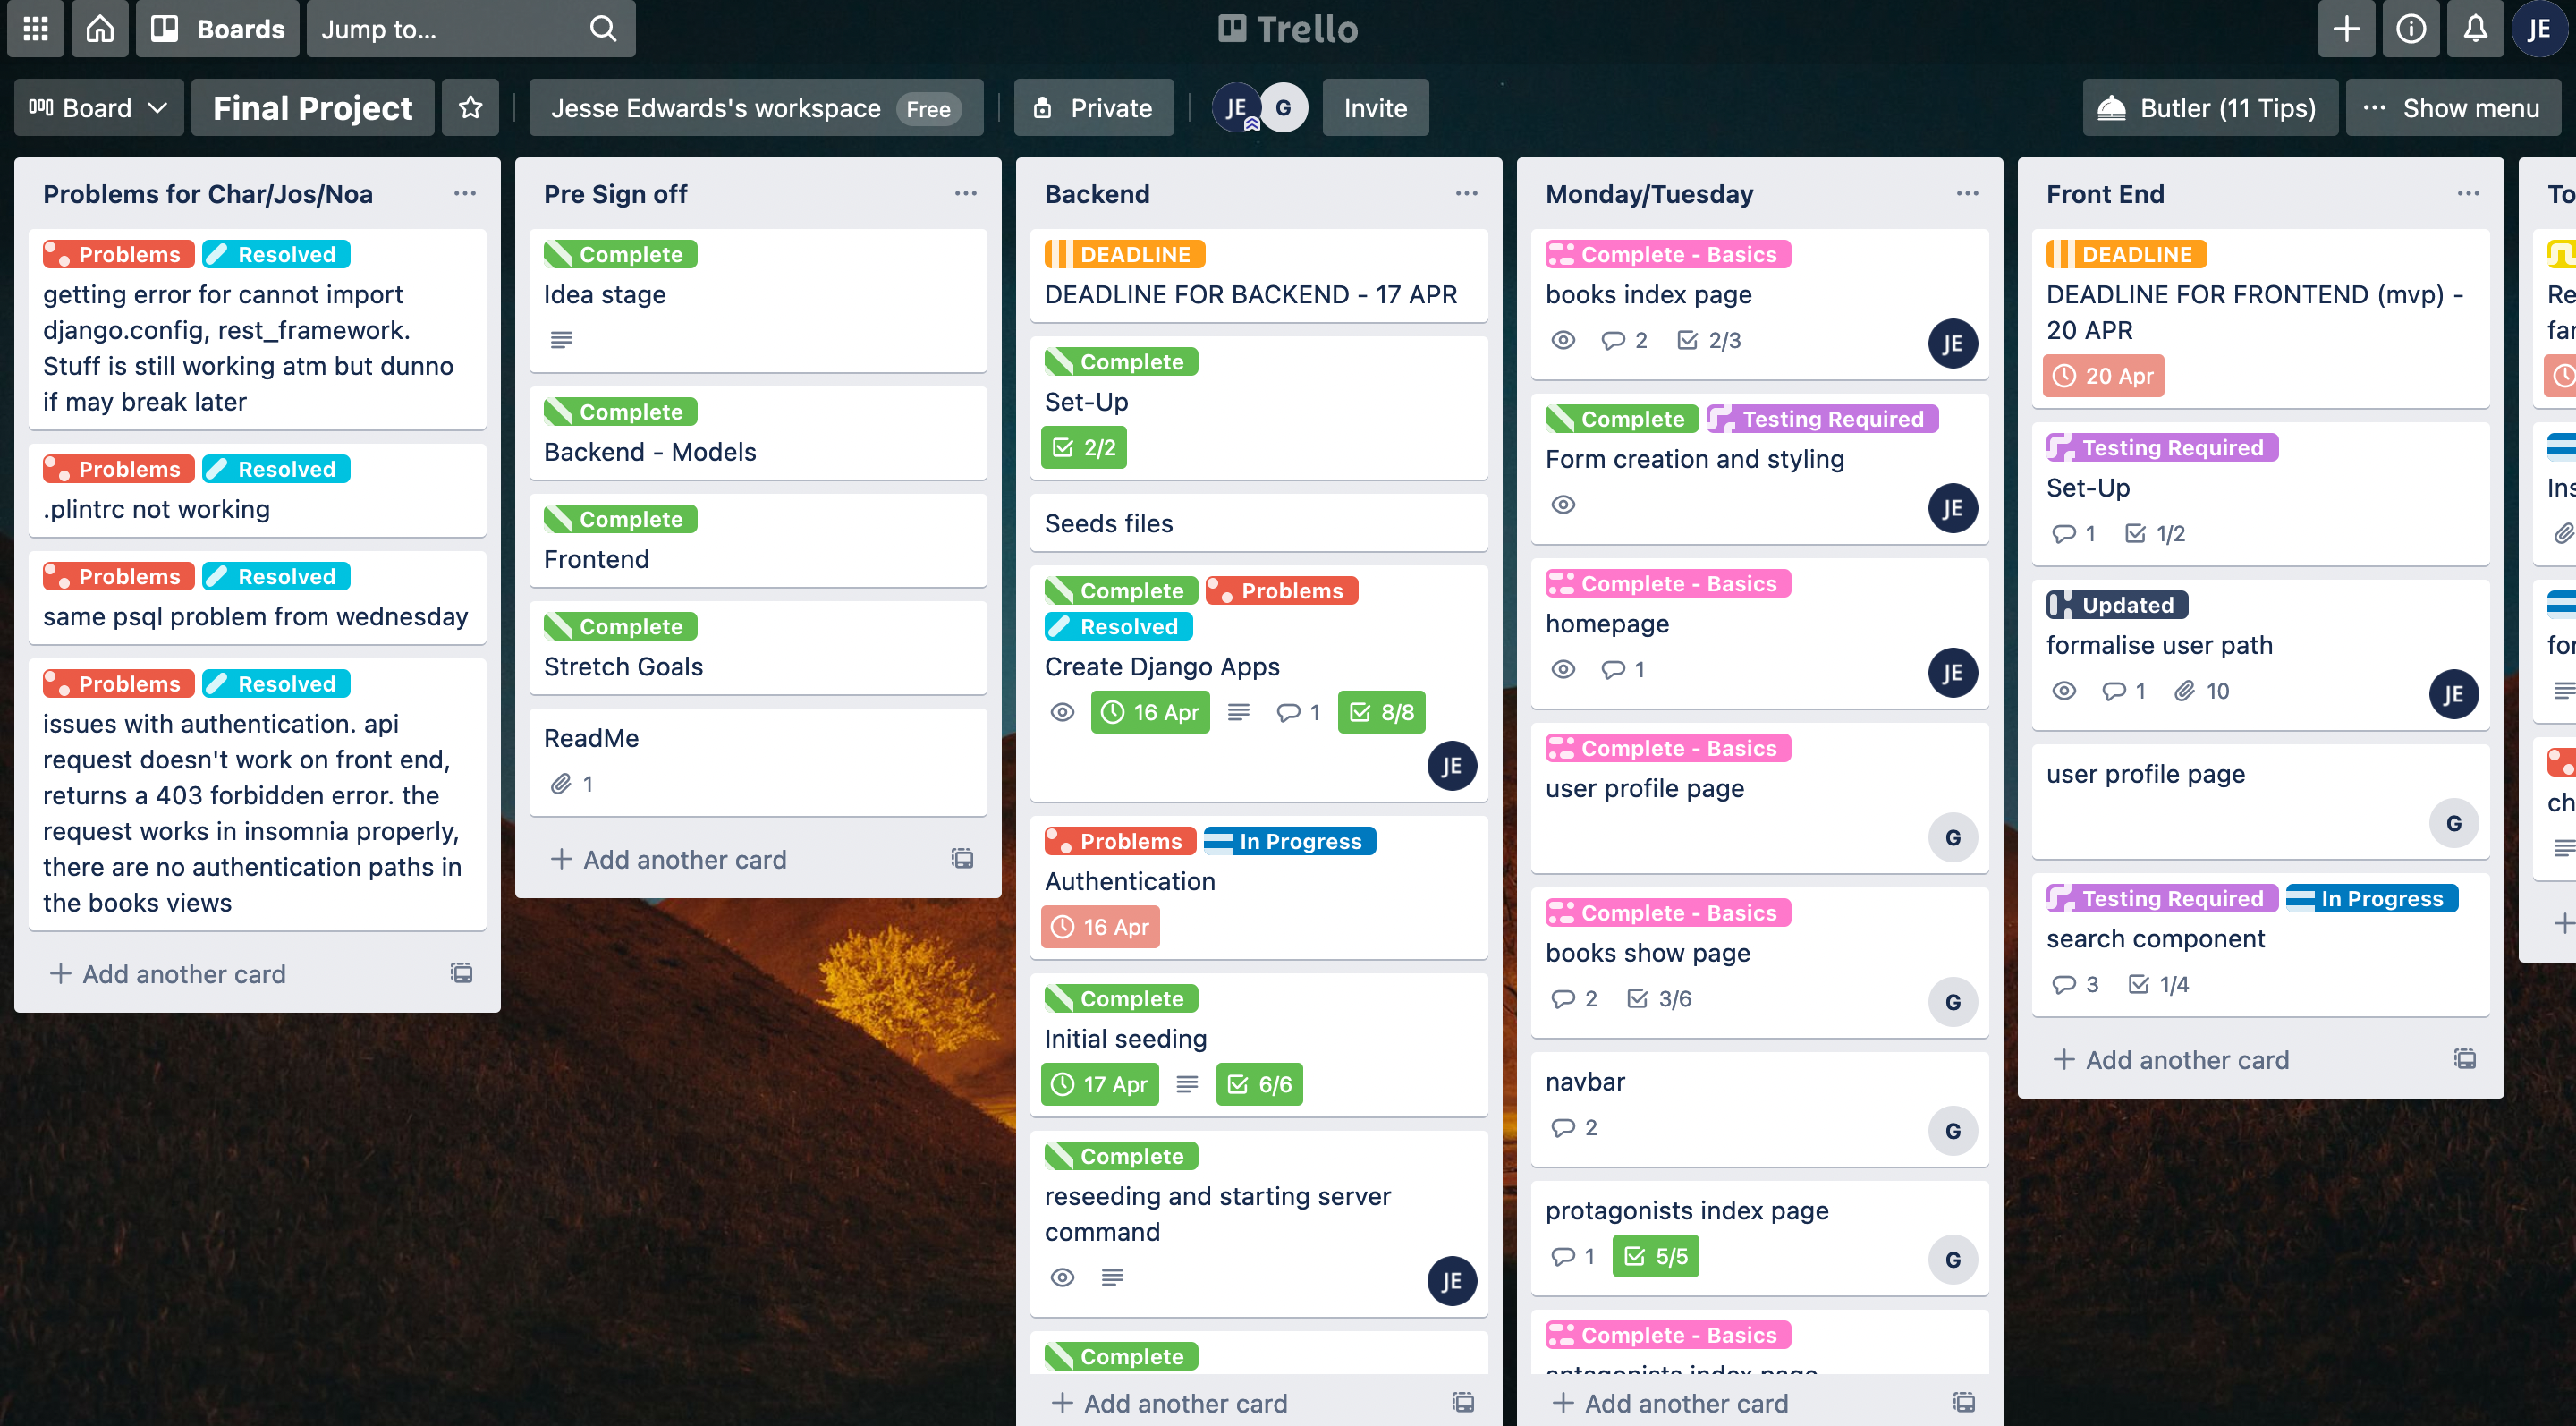 Boards
Jump to...
Trello
JE
Board
Final Project
Jesse Edwards's workspace Free
Private
JE G
Invite
Butler (11 Tips)
... Show menu
Problems for Char/Jos/Noa
Problems Resolved
getting error for cannot import
django.config, rest_framework.
Stuff is still working atm but dunno
if may break later
Problems Resolved
.plintrc not working
Problems Resolved
same psql problem from wednesday
Problems Resolved
issues with authentication. api
request doesn't work on front end,
returns a 403 forbidden error. the
request works in insomnia properly,
there are no authentication paths in
the books views
+ Add another card
Pre Sign off
Complete
Idea stage
Complete
Backend - Models
Complete
Frontend
Complete
Stretch Goals
ReadMe
1
+ Add another card
Backend
DEADLINE
DEADLINE FOR BACKEND - 17 APR
Complete
Set-Up
2/2
Seeds files
Complete Problems
Resolved
Create Django Apps
16 Apr 1 8/8
JE
Problems In Progress
Authentication
16 Apr
Complete
Initial seeding
17 Apr 6/6
Complete
reseeding and starting server
command
JE
Complete
+ Add another card
Monday/Tuesday
Complete - Basics
books index page
2 2/3
JE
Complete Testing Required
Form creation and styling
JE
Complete - Basics
homepage
1
JE
Complete - Basics
user profile page
G
Complete - Basics
books show page
2 3/6
G
navbar
2
G
protagonists index page
1 5/5
G
Complete - Basics
antagonists index page
+ Add another card
Front End
DEADLINE
DEADLINE FOR FRONTEND (mvp) -
20 APR
20 Apr
Testing Required
Set-Up
1 1/2
Updated
formalise user path
1 10
JE
user profile page
G
Testing Required In Progress
search component
3 1/4
+ Add another card
To
Re
far
Ins
for
ch
+